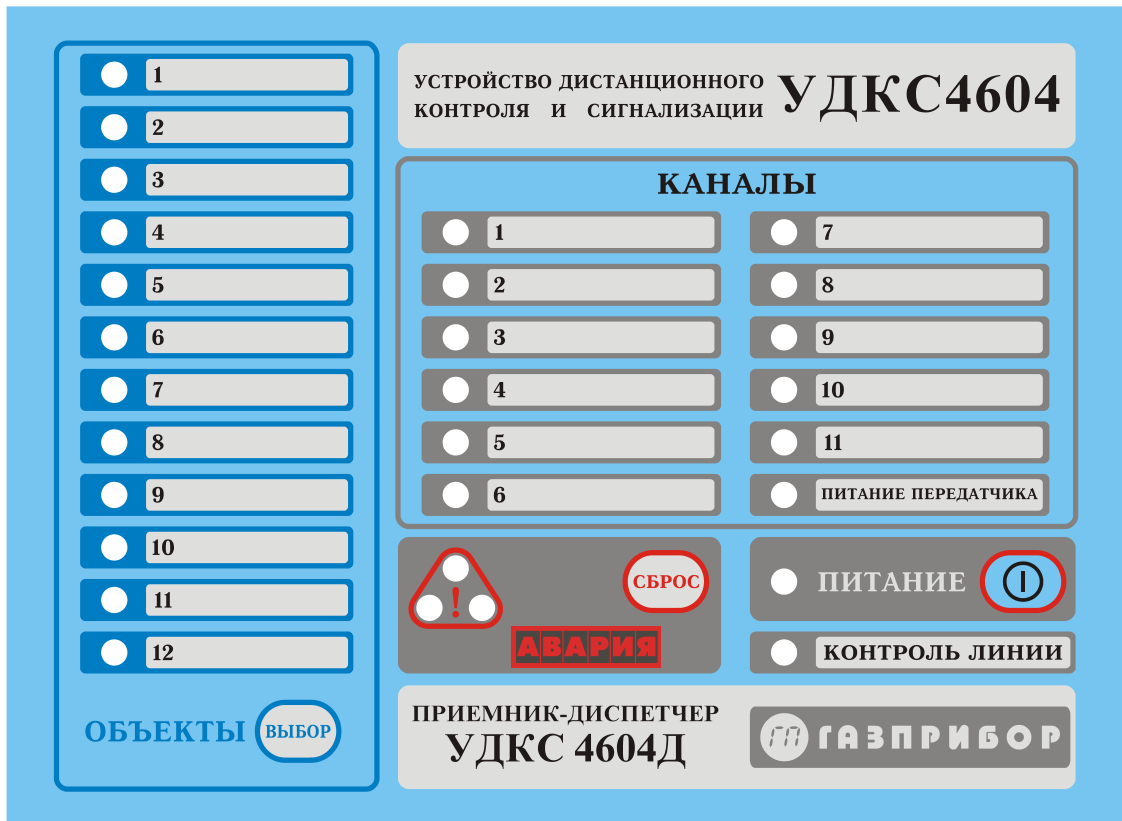 1
2
3
4
5
6
7
8
9
10
11
12
ОБЪЕКТЫ ВЫБОР
УСТРОЙСТВО ДИСТАНЦИОННОГО
КОНТРОЛЯ И СИГНАЛИЗАЦИИ
УДКС4604
КАНАЛЫ
1
2
3
4
5
6
7
8
9
10
11
ПИТАНИЕ ПЕРЕДАТЧИКА
!
СБРОС
АВАРИЯ
ПИТАНИЕ
КОНТРОЛЬ ЛИНИИ
ПРИЕМНИК-ДИСПЕТЧЕР
УДКС 4604Д
ГАЗПРИБОР